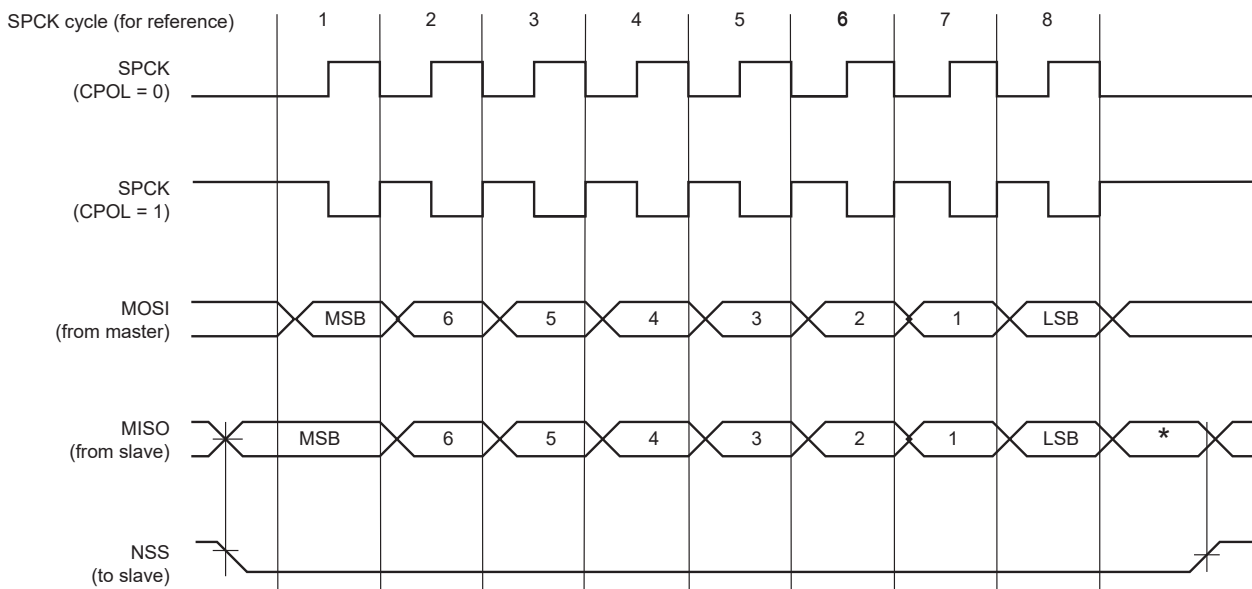 SPCK cycle (for reference) 1 2 3 4 5 6 7 8
SPCK
(CPOL = 0)
SPCK
(CPOL = 1)
MOSI
(from master)
MSB 6 5 4 3 2 1 LSB
MISO
(from slave)
MSB 6 5 4 3 2 1 LSB *
NSS
(to slave)